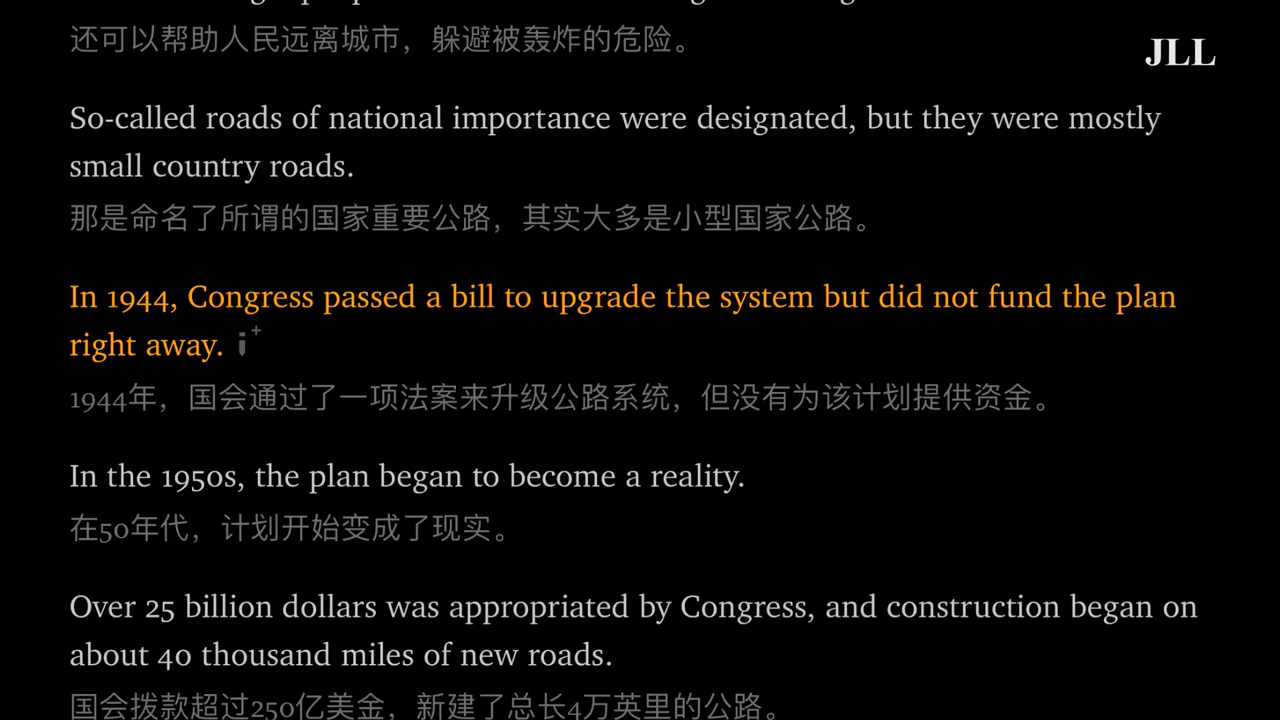 还可以帮助人民远离城市，躲避被轰炸的危险。
JLL
So-called roads of national importance were designated, but they were mostly
small country roads.
那是命名了所谓的国家重要公路，其实大多是小型国家公路。
In 1944, Congress passed a bill to upgrade the system but did not fund the plan
right away.
1944年，国会通过了一项法案来升级公路系统，但没有为该计划提供资金。
In the 1950s, the plan began to become a reality.
在50年代，计划开始变成了现实。
Over 25 billion dollars was appropriated by Congress, and construction began on
about 40 thousand miles of new roads.
国会拨款超过250亿美金，新建了总长4万英里的公路。